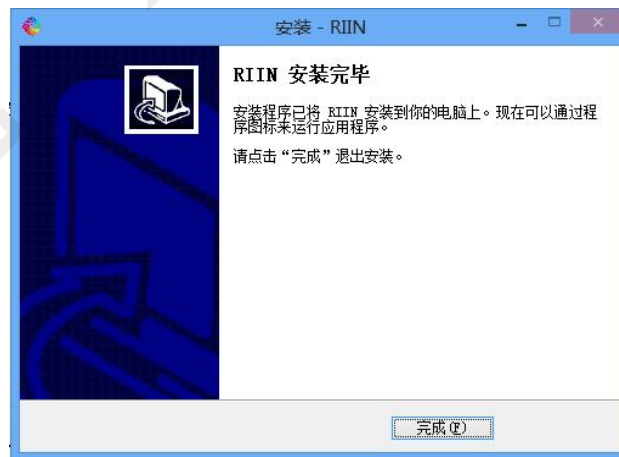 安装 - RIIN
RIIN 安装完毕
安装程序已将 RIIN 安装到你的电脑上。现在可以通过程
序图标来运行应用程序。
请点击“完成”退出安装。
完成(F)